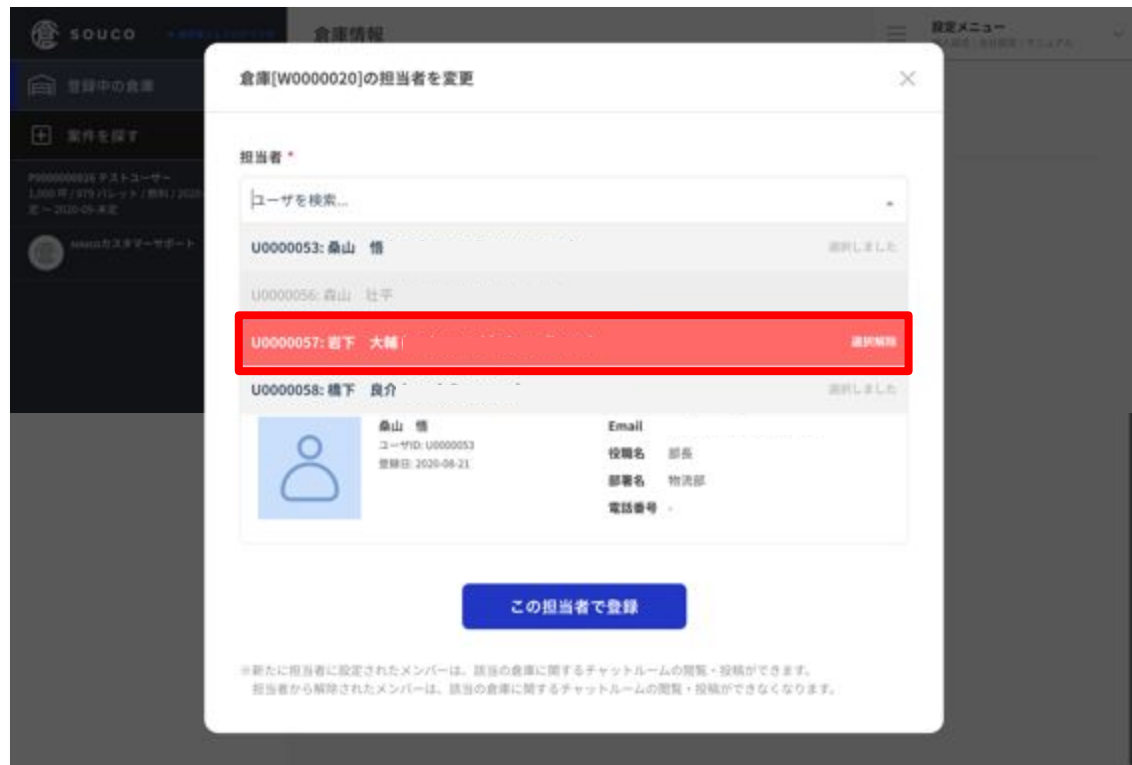 souco
倉庫情報
設定メニュー
登録中の倉庫
案件を探す
P0000000016 テストユーザー
soucoカスタマーサポート
倉庫[W0000020]の担当者を変更
担当者 *
ユーザを検索...
U0000053: 桑山　悟
選択しました
U0000056: 森山　壮平
U0000057: 岩下　大輔
選択解除
U0000058: 橋下　良介
選択しました
桑山　悟
ユーザID: U0000053
登録日: 2020-08-21
Email
役職名 部長
部署名 物流部
電話番号 -
この担当者で登録
※新たに担当者に設定されたメンバーは、該当の倉庫に関するチャットルームの閲覧・投稿ができます。
担当者から解除されたメンバーは、該当の倉庫に関するチャットルームの閲覧・投稿ができなくなります。